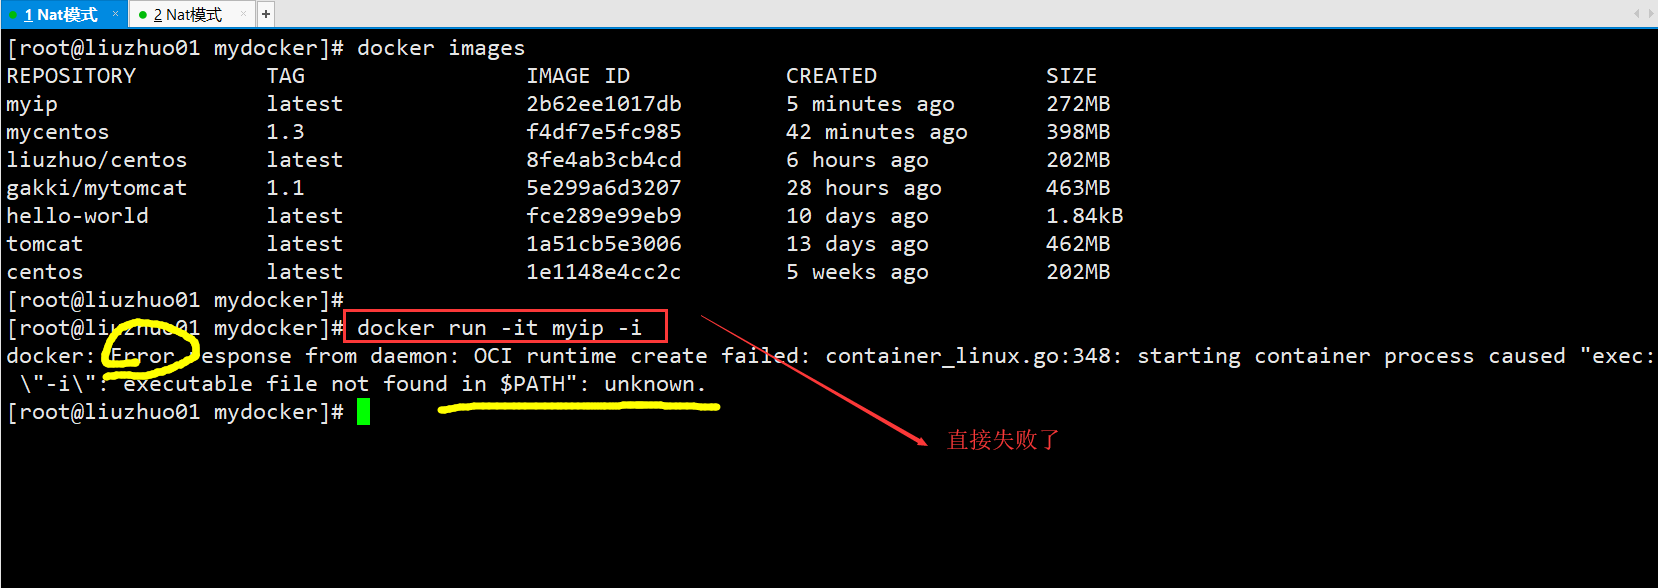 1 Nat模式 × 2 Nat模式 × +
[root@liuzhuo01 mydocker]# docker images
REPOSITORY TAG IMAGE ID CREATED SIZE
myip latest 2b62ee1017db 5 minutes ago 272MB
mycentos 1.3 f4df7e5fc985 42 minutes ago 398MB
liuzhuo/centos latest 8fe4ab3cb4cd 6 hours ago 202MB
gakki/mytomcat 1.1 5e299a6d3207 28 hours ago 463MB
hello-world latest fce289e99eb9 10 days ago 1.84kB
tomcat latest 1a51cb5e3006 13 days ago 462MB
centos latest 1e1148e4cc2c 5 weeks ago 202MB
[root@liuzhuo01 mydocker]#
[root@liuzhuo01 mydocker]# docker run -it myip -i
docker: Error response from daemon: OCI runtime create failed: container_linux.go:348: starting container process caused "exec:
\"-i\": executable file not found in $PATH": unknown.
[root@liuzhuo01 mydocker]#
直接失败了